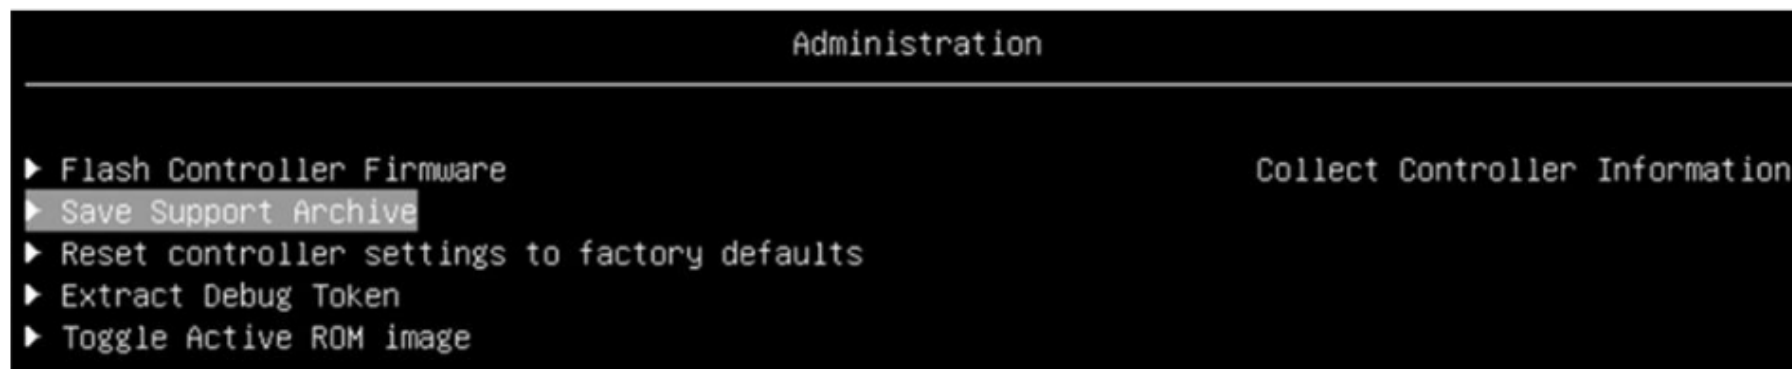 Administration
Flash Controller Firmware
Collect Controller Information
Save Support Archive
Reset controller settings to factory defaults
Extract Debug Token
Toggle Active ROM image